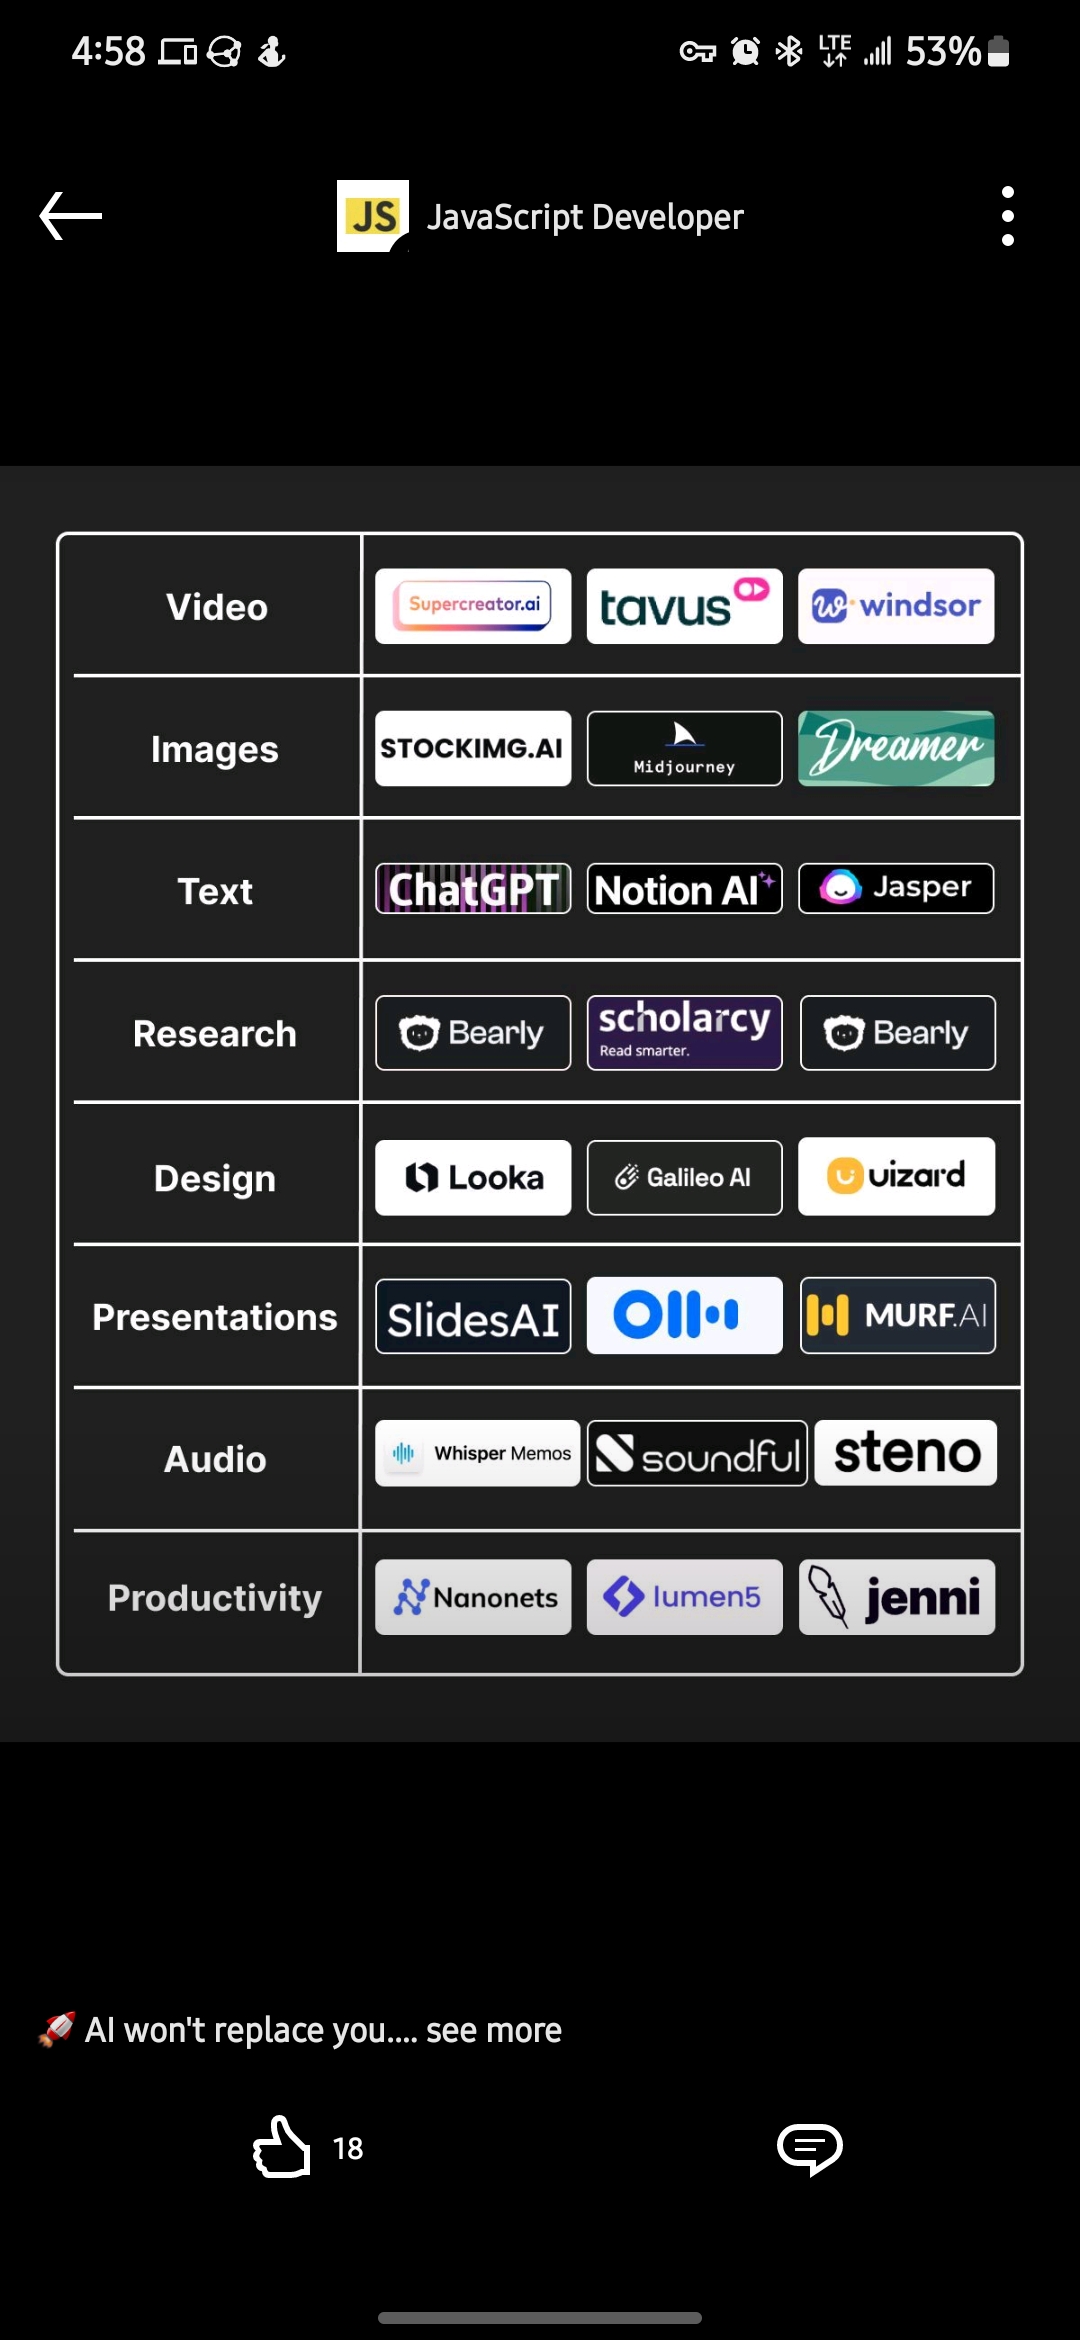 4:58
LTE
53%
JS JavaScript Developer
Video
Supercreator.ai
tavus
windsor
Images
STOCKIMG.AI
Midjourney
Dreamer
Text
ChatGPT
Notion AI
Jasper
Research
Bearly
scholarcy
Read smarter.
Bearly
Design
Looka
Galileo AI
uizard
Presentations
SlidesAI
MURF.AI
Audio
Whisper Memos
soundful
steno
Productivity
Nanonets
lumen5
jenni
🚀 AI won't replace you.... see more
18